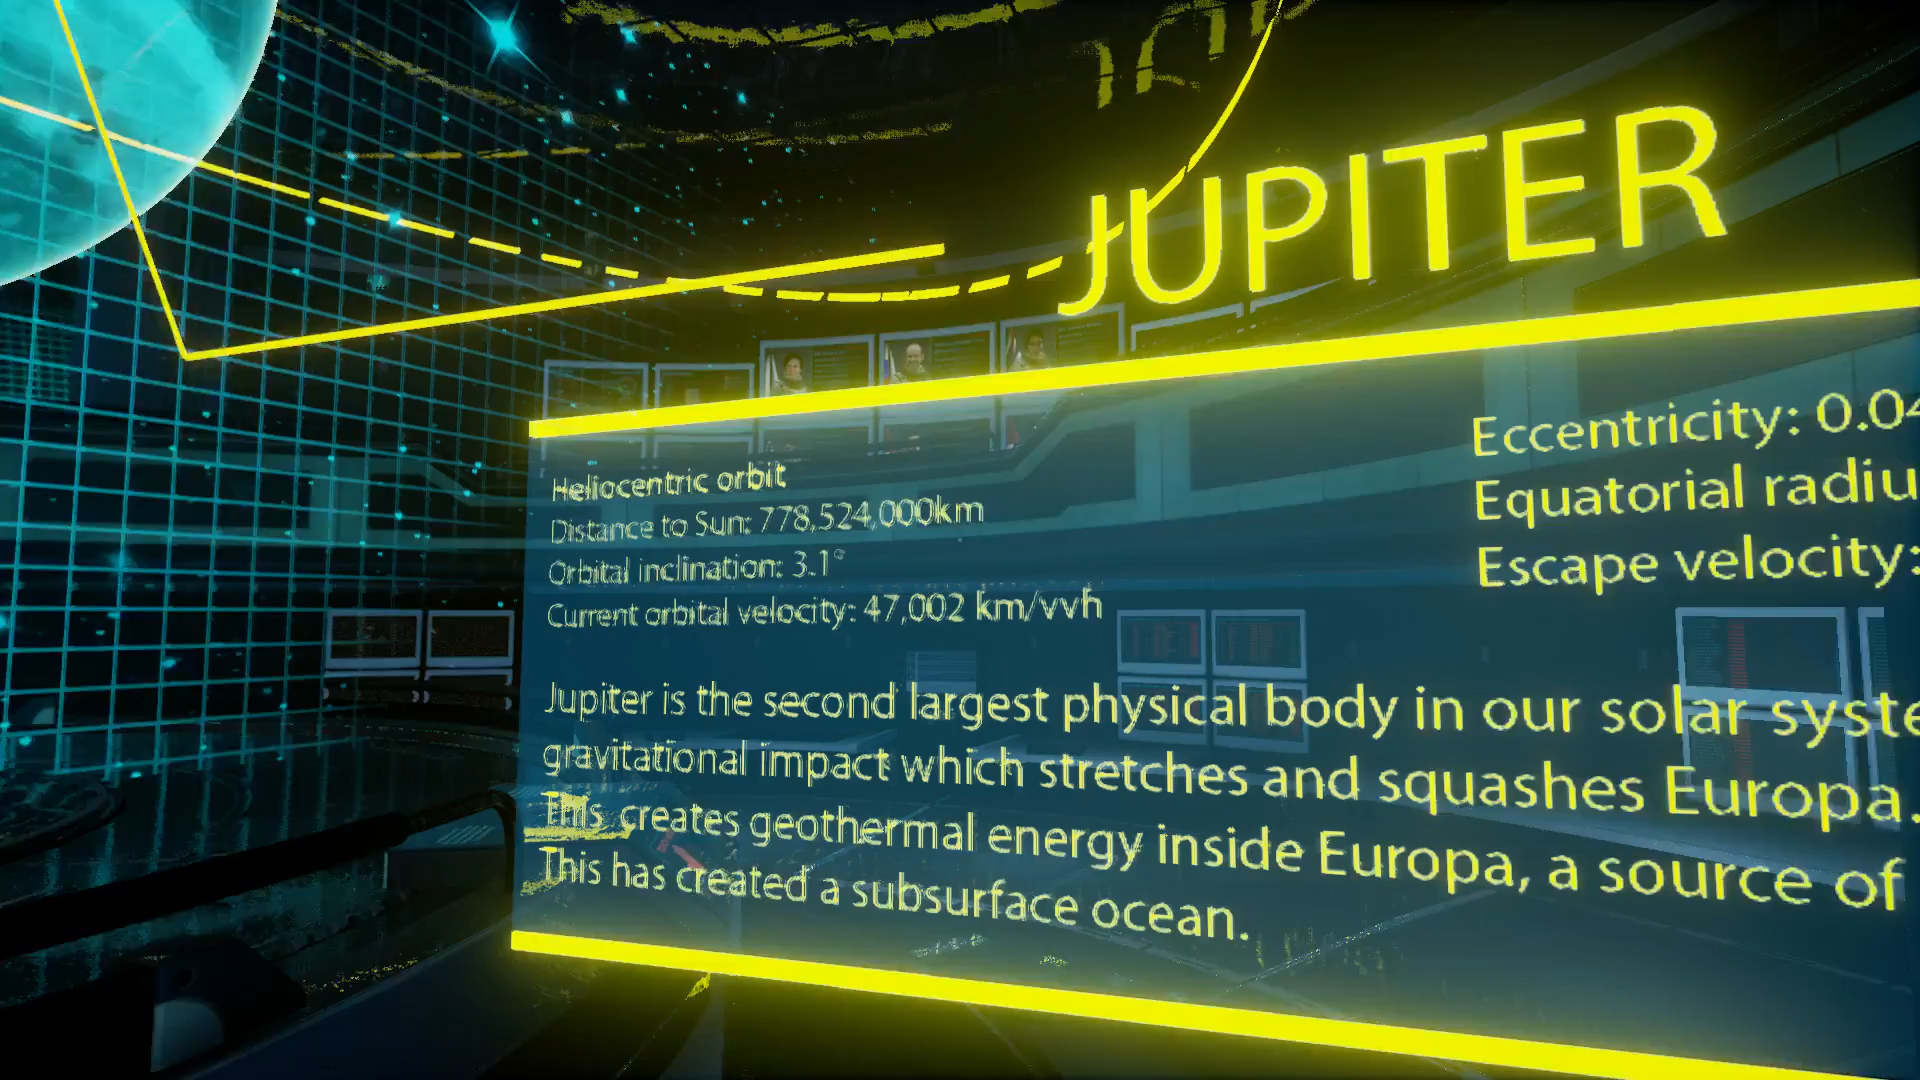 JUPITER
Heliocentric orbit
Distance to Sun: 778,524,000km
Orbital inclination: 3.1°
Current orbital velocity: 47,002 km/vvh
Eccentricity: 0.04
Equatorial radiu
Escape velocity:
Jupiter is the second largest physical body in our solar syste
gravitational impact which stretches and squashes Europa.
This creates geothermal energy inside Europa, a source of
This has created a subsurface ocean.